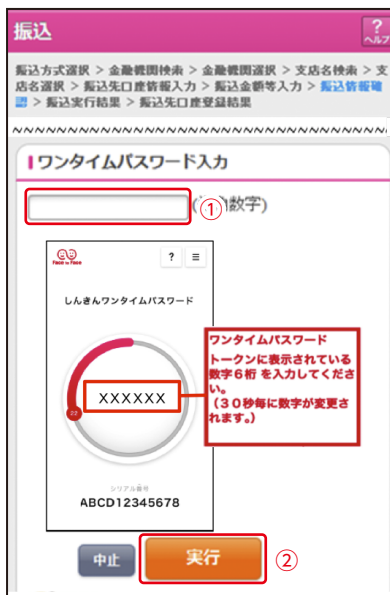 振込
?
ヘルプ
振込方式選択 > 金融機関検索 > 金融機関選択 > 支店名検索 > 支
店名選択 > 振込先口座情報入力 > 振込金額等入力 > 振込情報確
認 > 振込実行結果 > 振込先口座登録結果
ワンタイムパスワード入力
① 数字)
Face to Face
? ≡
しんきんワンタイムパスワード
ワンタイムパスワード
トークンに表示されている
数字6桁 を入力してくださ
い。
(30秒毎に数字が変更さ
れます。)
XXXXXX
シリアル番号
ABCD12345678
中止 実行 ②